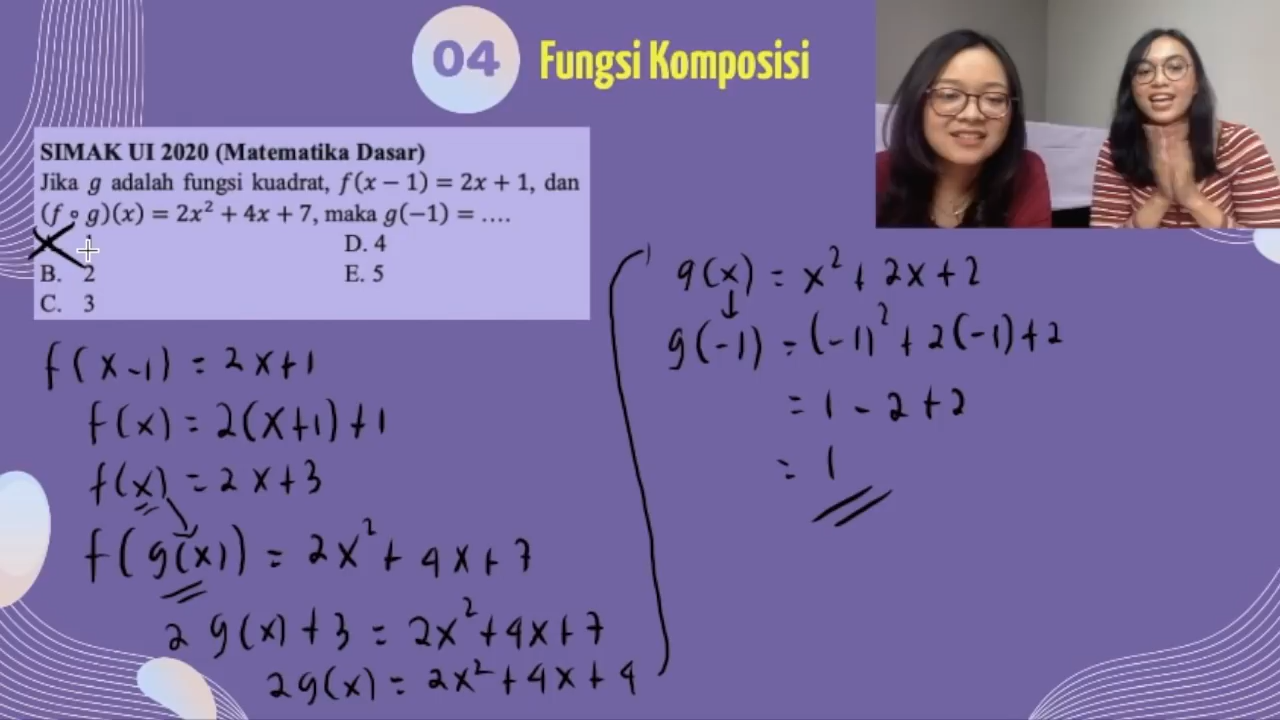 04 Fungsi Komposisi
SIMAK UI 2020 (Matematika Dasar)
Jika g adalah fungsi kuadrat, f(x − 1) = 2x + 1, dan
(f ∘ g)(x) = 2x² + 4x + 7, maka g(−1) = ....
D. 4
B. 2 E. 5
C. 3
f(x-1) = 2x+1
f(x) = 2(x+1)+1
f(x) = 2x+3
f(g(x)) = 2x²+ 4x+7
2 g(x)+3 = 2x²+4x+7
2g(x) = 2x²+4x+4
g(x) = x²+2x+2
g(-1) = (-1)²+2(-1)+2
= 1-2+2
= 1